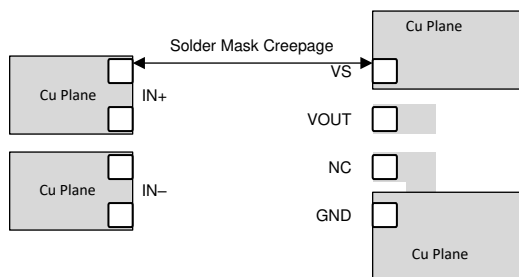 Solder Mask Creepage
Cu Plane
VS
Cu Plane
IN+
VOUT
Cu Plane
IN–
NC
GND
Cu Plane